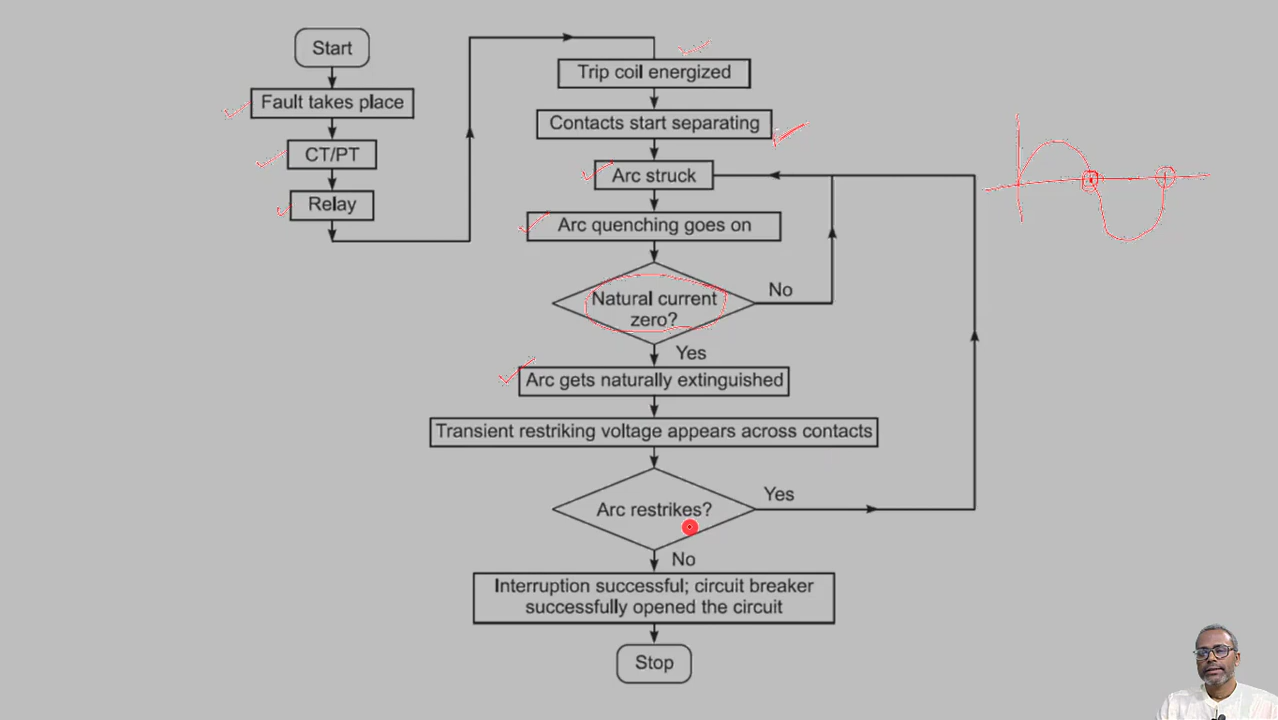 Start
Fault takes place
CT/PT
Relay
Trip coil energized
Contacts start separating
Arc struck
Arc quenching goes on
Natural current
zero?
No
Yes
Arc gets naturally extinguished
Transient restriking voltage appears across contacts
Arc restrikes?
Yes
No
Interruption successful; circuit breaker
successfully opened the circuit
Stop